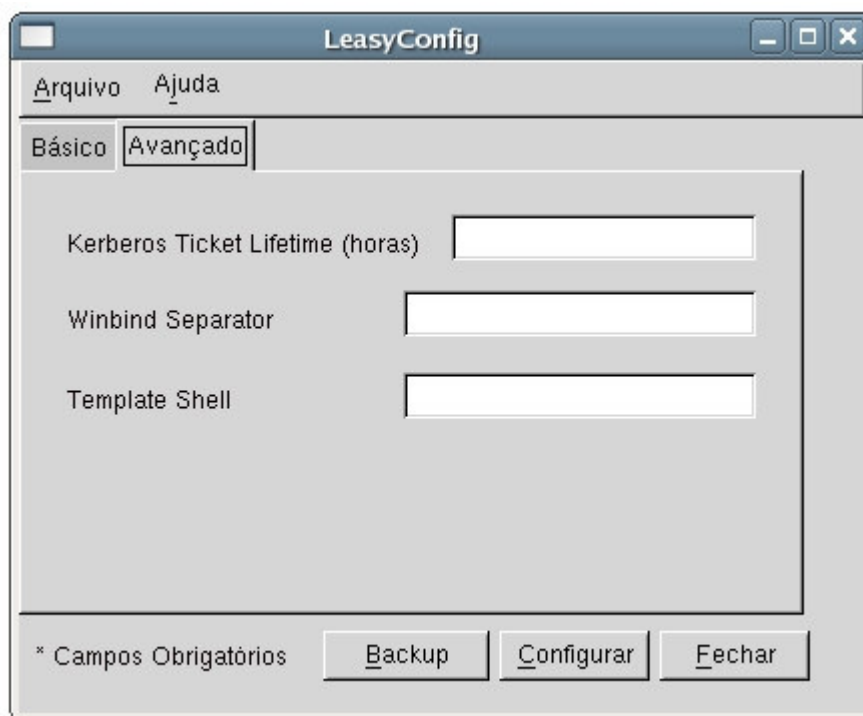 LeasyConfig
Arquivo Ajuda
Básico Avançado
Kerberos Ticket Lifetime (horas)
Winbind Separator
Template Shell
* Campos Obrigatórios Backup Configurar Fechar